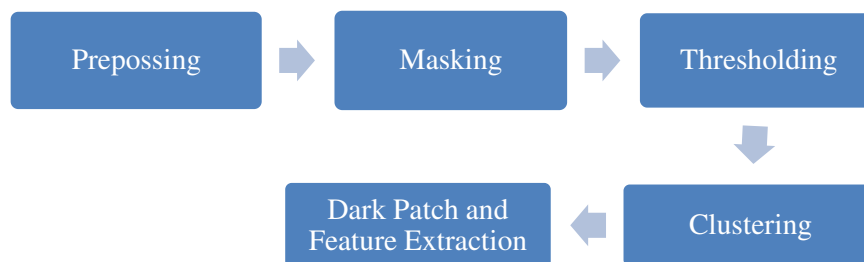 Prepossing
Masking
Thresholding
Clustering
Dark Patch and
Feature Extraction